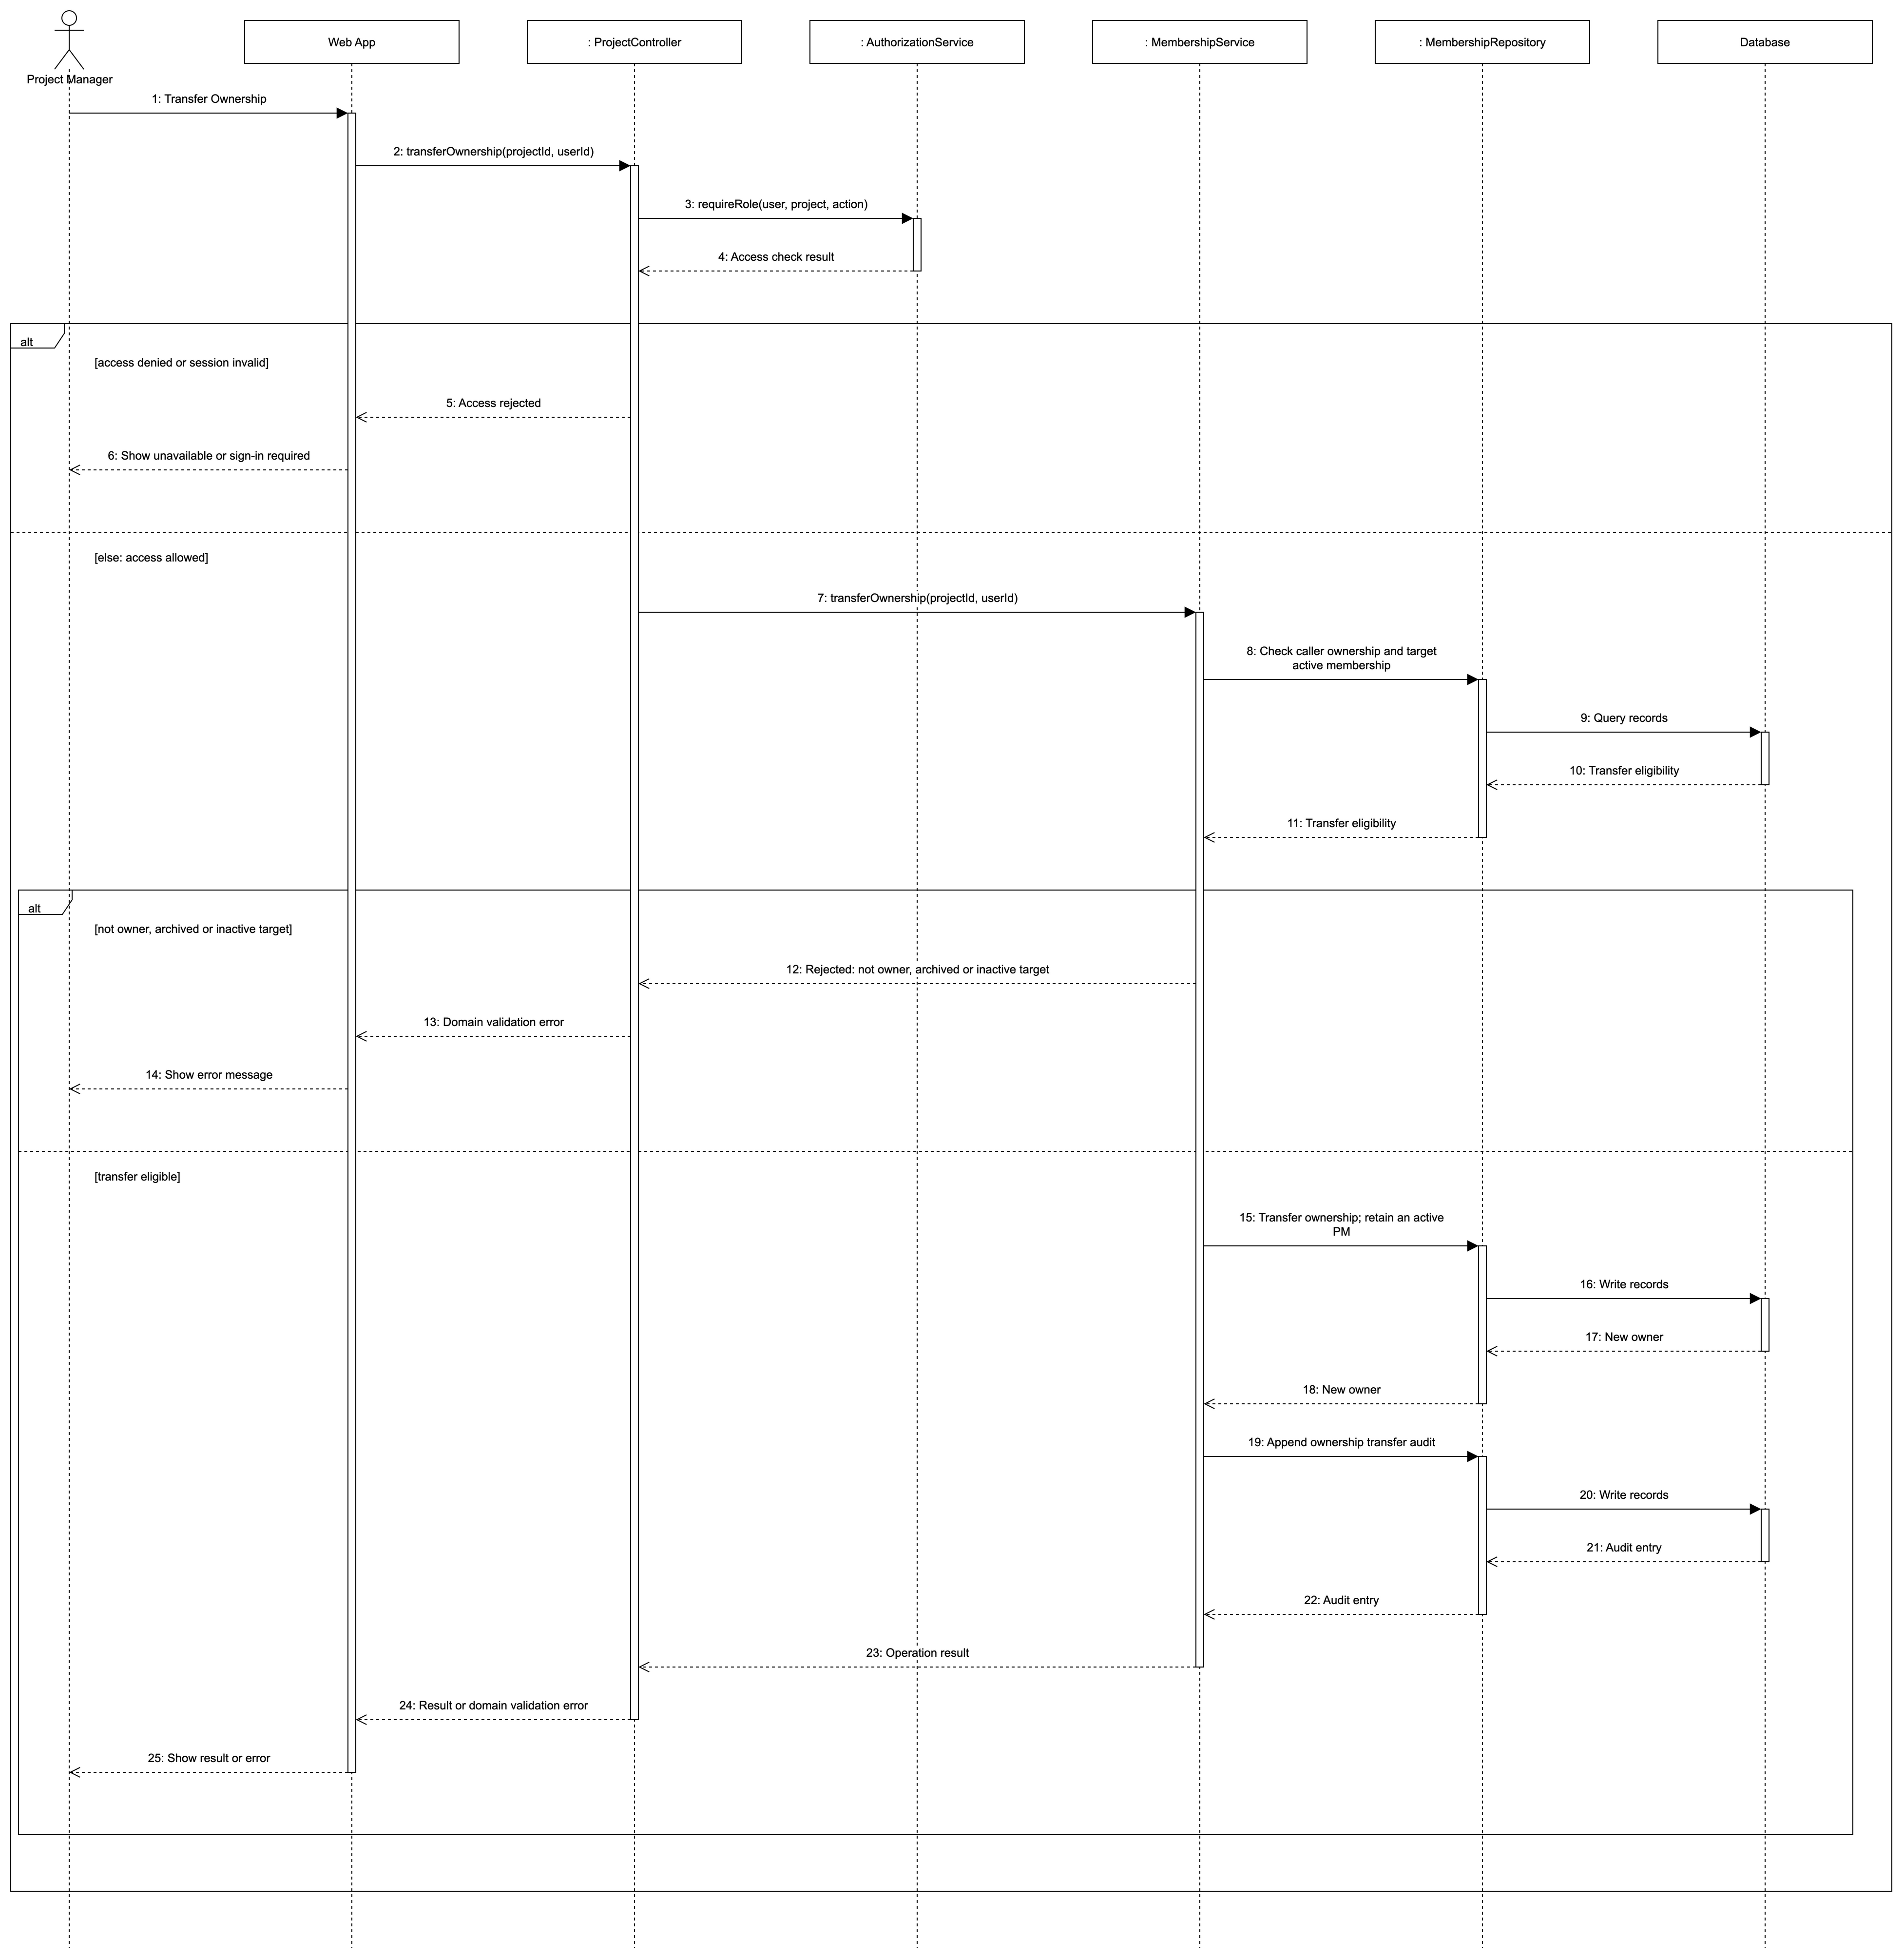 Project Manager
Web App
: ProjectController
: AuthorizationService
: MembershipService
: MembershipRepository
Database
1: Transfer Ownership
2: transferOwnership(projectId, userId)
3: requireRole(user, project, action)
4: Access check result
alt
[access denied or session invalid]
5: Access rejected
6: Show unavailable or sign-in required
[else: access allowed]
7: transferOwnership(projectId, userId)
8: Check caller ownership and target
active membership
9: Query records
10: Transfer eligibility
11: Transfer eligibility
alt
[not owner, archived or inactive target]
12: Rejected: not owner, archived or inactive target
13: Domain validation error
14: Show error message
[transfer eligible]
15: Transfer ownership; retain an active
PM
16: Write records
17: New owner
18: New owner
19: Append ownership transfer audit
20: Write records
21: Audit entry
22: Audit entry
23: Operation result
24: Result or domain validation error
25: Show result or error